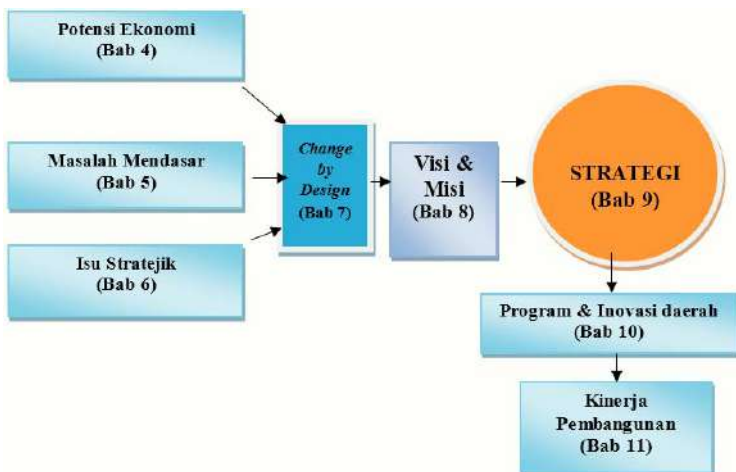 Potensi Ekonomi
(Bab 4)
Masalah Mendasar
(Bab 5)
Isu Stratejik
(Bab 6)
Change
by
Design
(Bab 7)
Visi &
Misi
(Bab 8)
STRATEGI
(Bab 9)
Program & Inovasi daerah
(Bab 10)
Kinerja
Pembangunan
(Bab 11)